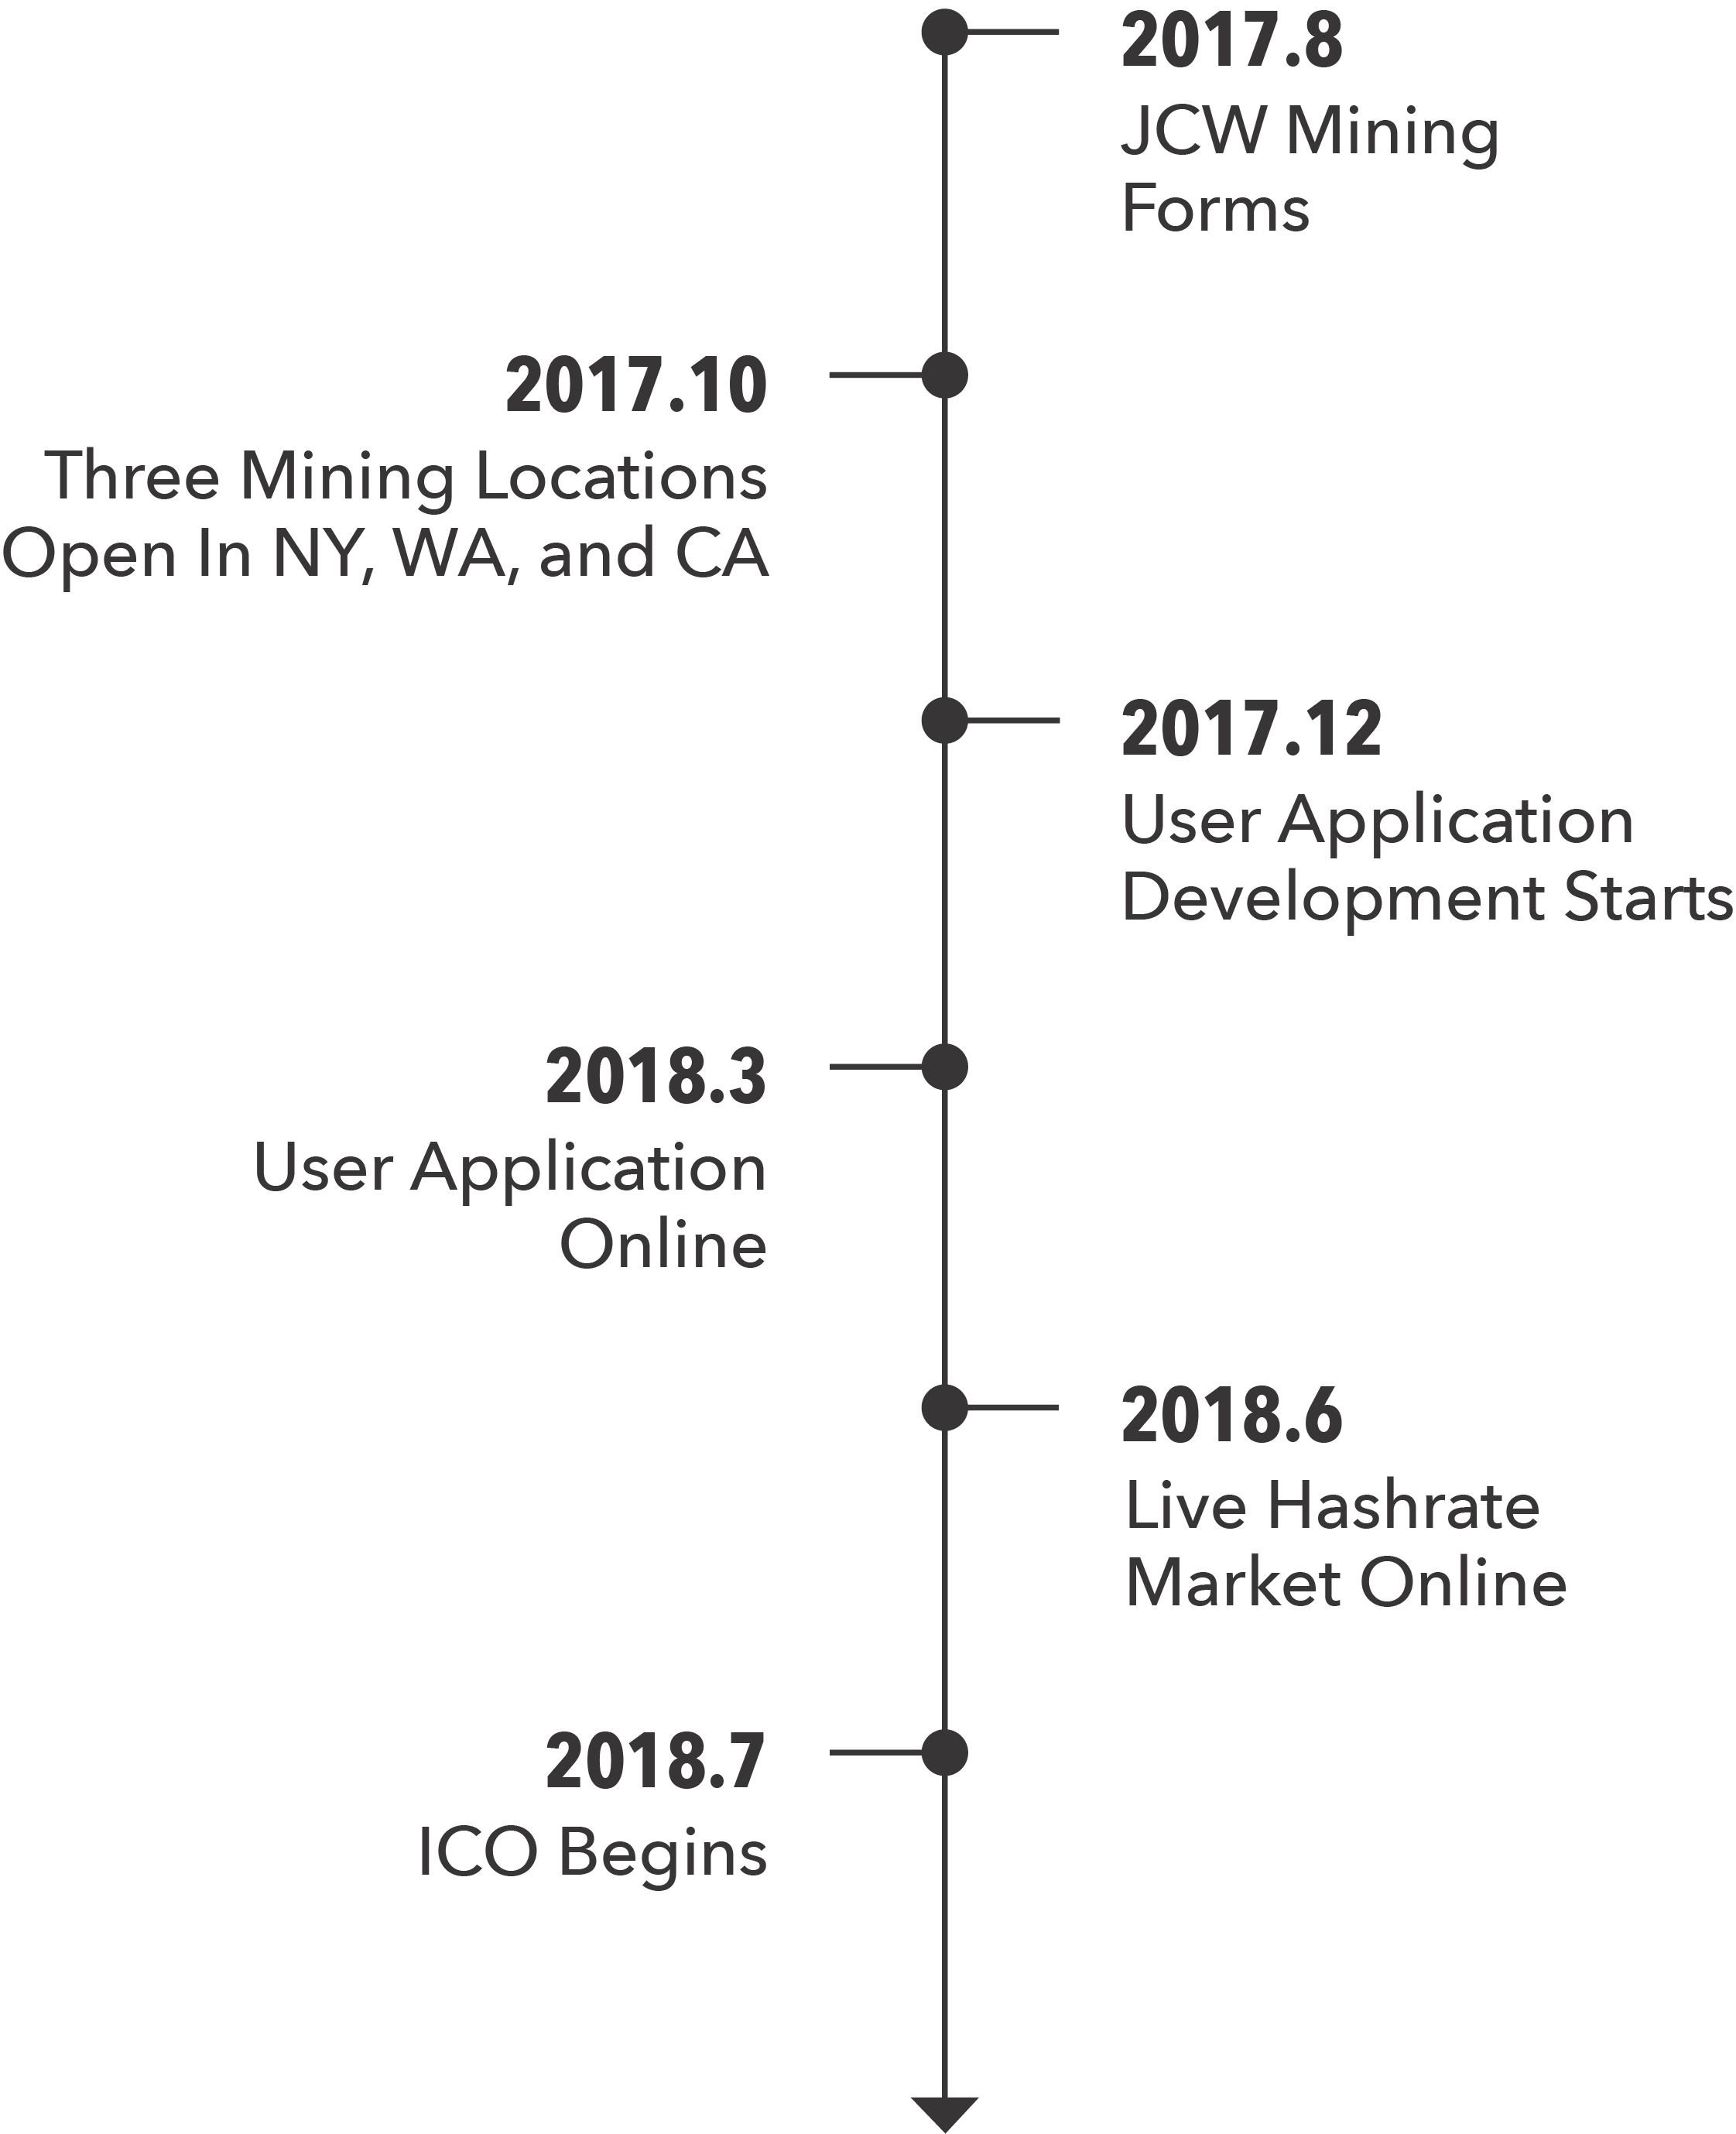 2017.8
JCW Mining
Forms
2017.10
Three Mining Locations
Open In NY, WA, and CA
2017.12
User Application
Development Starts
2018.3
User Application
Online
2018.6
Live Hashrate
Market Online
2018.7
ICO Begins